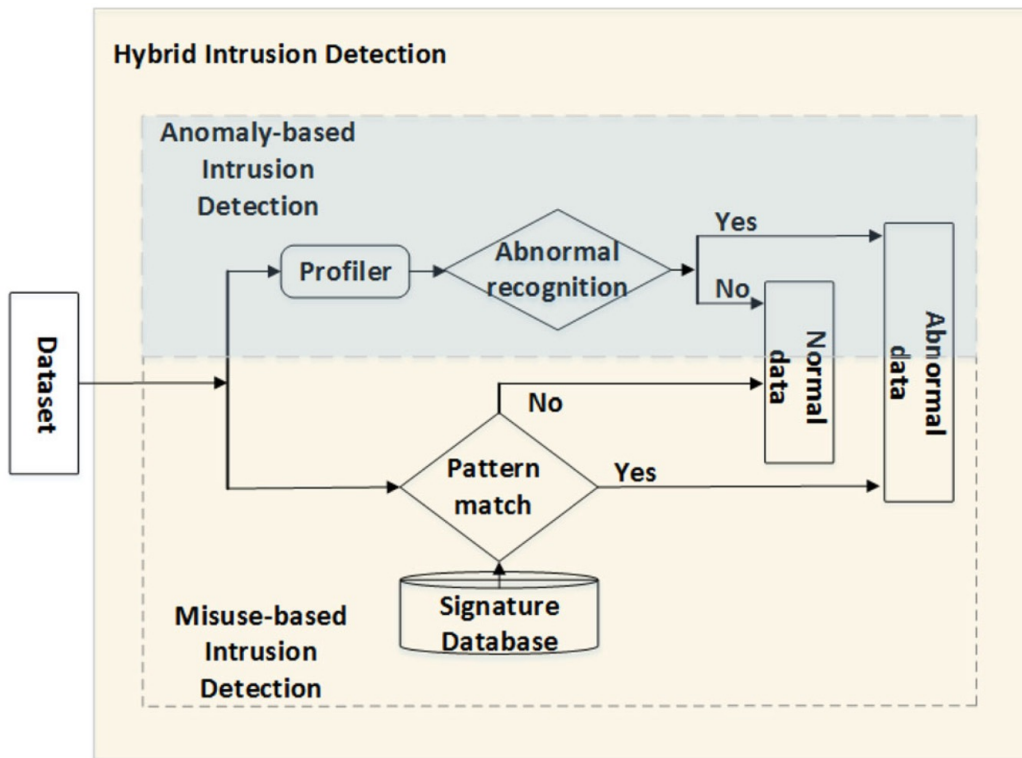 Hybrid Intrusion Detection
Anomaly-based
Intrusion
Detection
Profiler
Abnormal
recognition
Yes
No
Dataset
Normal
data
Abnormal
data
No
Pattern
match
Yes
Signature
Database
Misuse-based
Intrusion
Detection